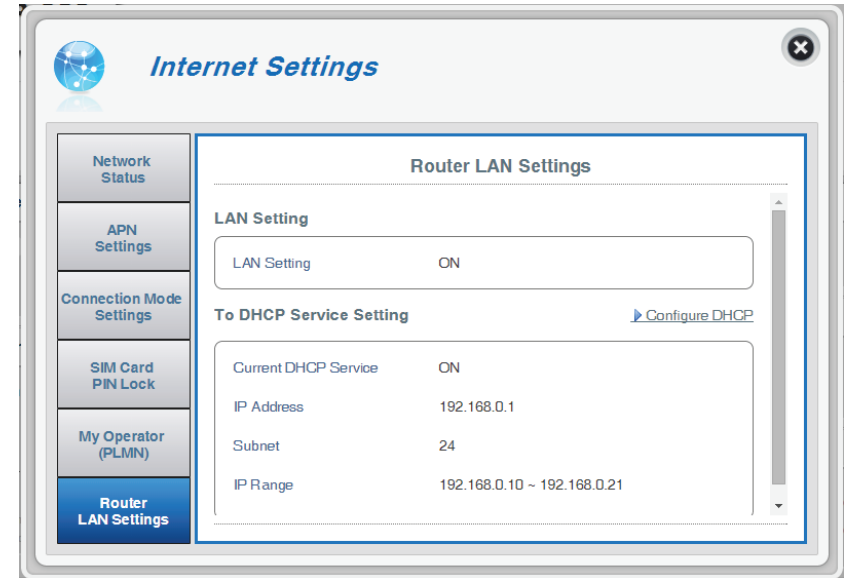 Internet Settings
Network
Status
APN
Settings
Connection Mode
Settings
SIM Card
PIN Lock
My Operator
(PLMN)
Router
LAN Settings
Router LAN Settings
LAN Setting
LAN Setting ON
To DHCP Service Setting Configure DHCP
Current DHCP Service ON
IP Address 192.168.0.1
Subnet 24
IP Range 192.168.0.10 ~ 192.168.0.21